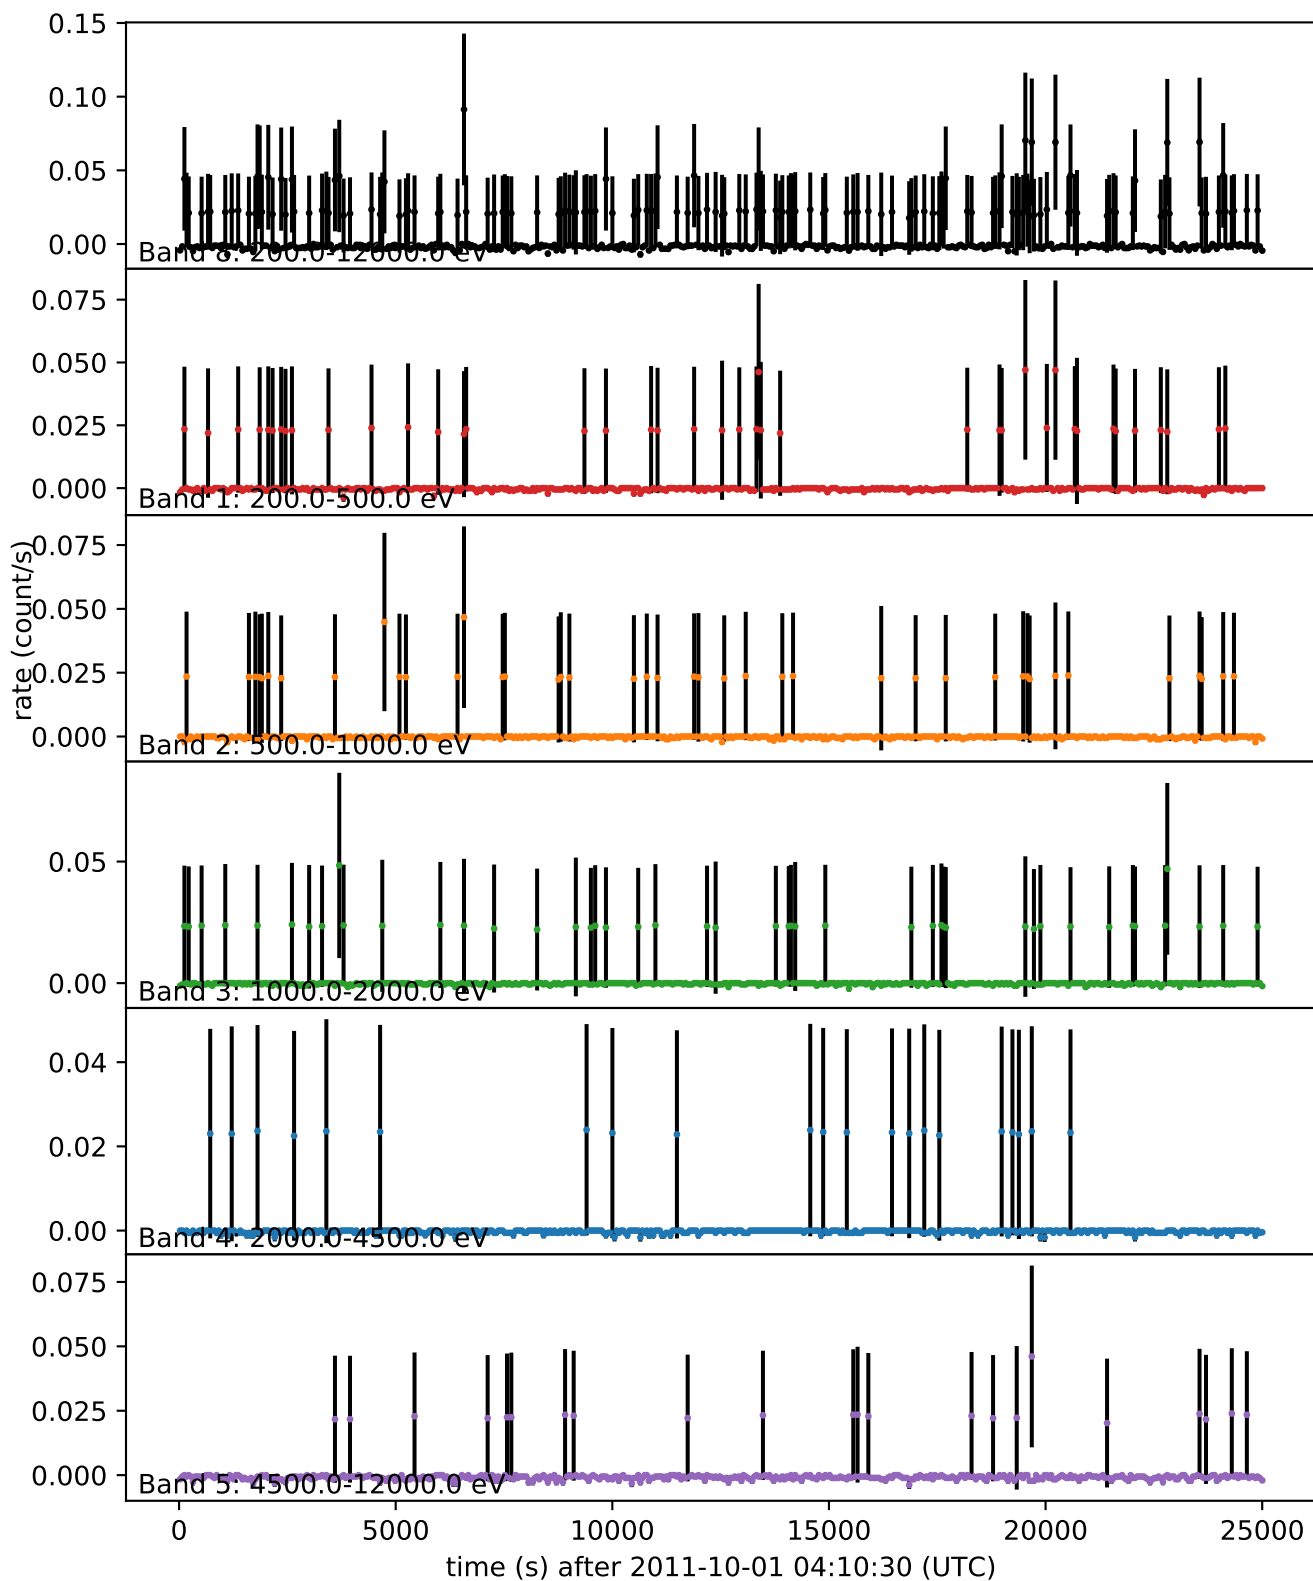 0.15
0.10
0.05
0.00
Band 8: 200.0-12000.0 eV
0.075
0.050
0.025
0.000
Band 1: 200.0-500.0 eV
rate (count/s)
0.075
0.050
0.025
0.000
Band 2: 500.0-1000.0 eV
0.05
0.00
Band 3: 1000.0-2000.0 eV
0.04
0.02
0.00
Band 4: 2000.0-4500.0 eV
0.075
0.050
0.025
0.000
Band 5: 4500.0-12000.0 eV
0 5000 10000 15000 20000 25000
time (s) after 2011-10-01 04:10:30 (UTC)